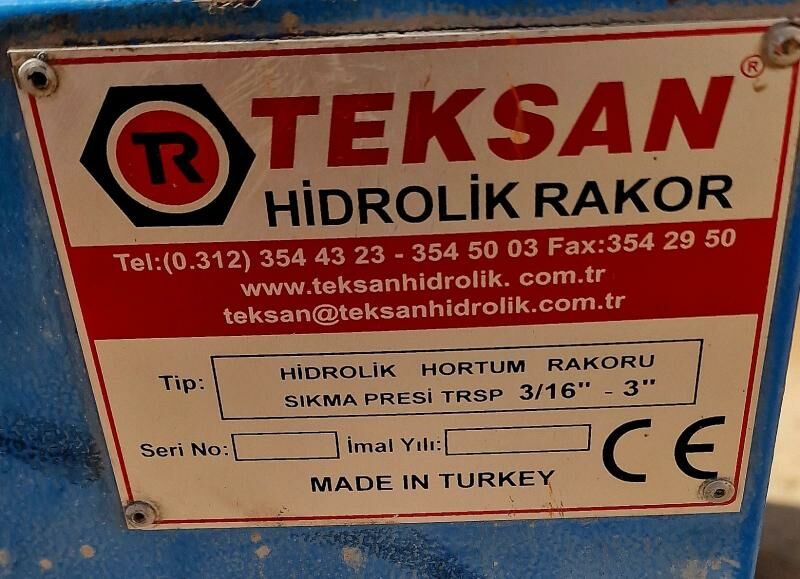 TR TEKSAN®
HİDROLİK RAKOR
Tel:(0.312) 354 43 23 - 354 50 03 Fax:354 29 50
www.teksanhidrolik. com.tr
teksan@teksanhidrolik.com.tr
Tip: HİDROLİK HORTUM RAKORU
SIKMA PRESİ TRSP 3/16" - 3"
Seri No: İmal Yılı:
CE
MADE IN TURKEY